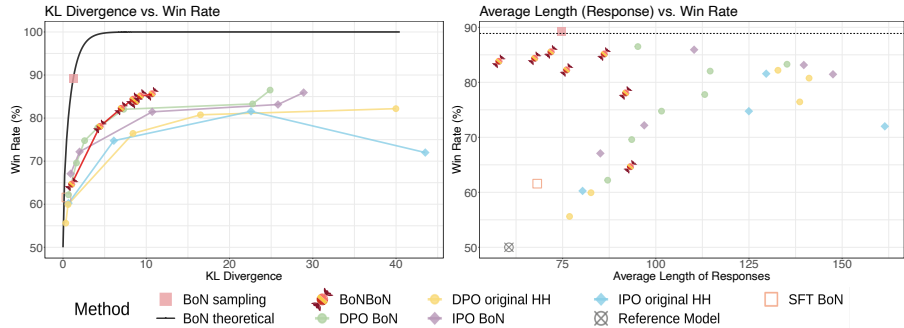 KL Divergence vs. Win Rate
Win Rate (%)
100
90
80
70
60
50
0
10
20
30
40
KL Divergence
Average Length (Response) vs. Win Rate
Win Rate (%)
90
80
70
60
50
75
100
125
150
Average Length of Responses
Method
BoN sampling
BoNBoN
DPO original HH
IPO original HH
SFT BoN
BoN theoretical
DPO BoN
IPO BoN
Reference Model